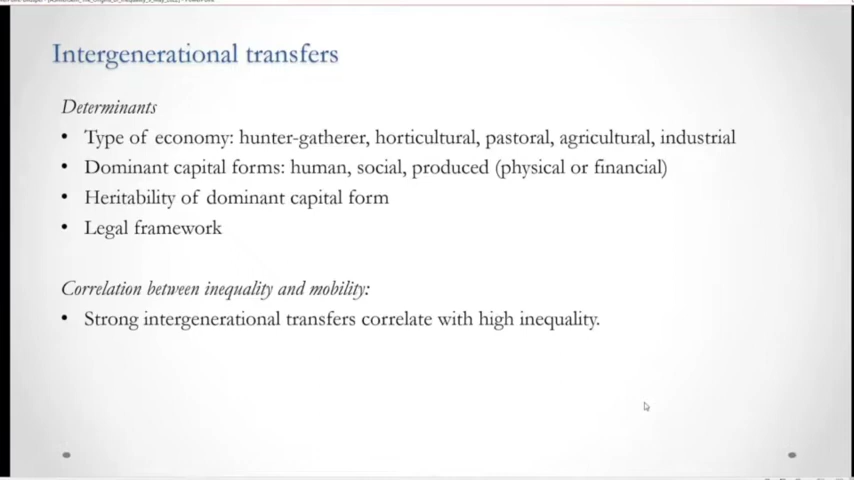 Intergenerational transfers
Determinants
• Type of economy: hunter-gatherer, horticultural, pastoral, agricultural, industrial
• Dominant capital forms: human, social, produced (physical or financial)
• Heritability of dominant capital form
• Legal framework
Correlation between inequality and mobility:
• Strong intergenerational transfers correlate with high inequality.